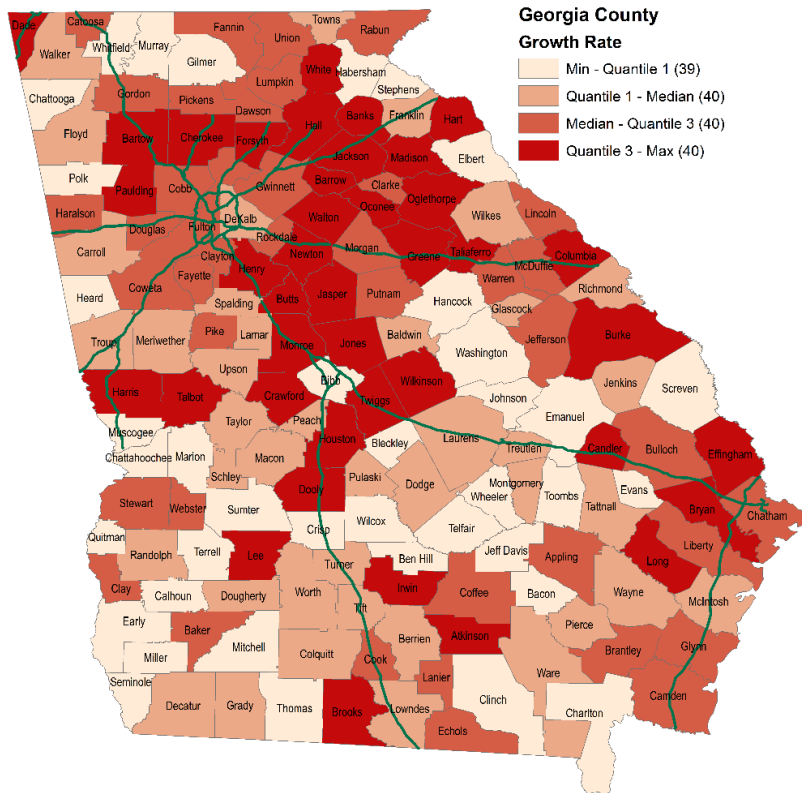 Georgia County
Growth Rate
Min - Quantile 1 (39)
Quantile 1 - Median (40)
Median - Quantile 3 (40)
Quantile 3 - Max (40)
Dade
Catoosa
Fannin
Towns
Rabun
Union
Walker
Whitfield
Murray
Gilmer
White
Habersham
Stephens
Lumpkin
Chattooga
Gordon
Pickens
Dawson
Hall
Banks
Franklin
Hart
Floyd
Bartow
Cherokee
Forsyth
Jackson
Madison
Elbert
Polk
Paulding
Cobb
Gwinnett
Barrow
Clarke
Oglethorpe
Oconee
Haralson
Douglas
Fulton
DeKalb
Walton
Wilkes
Lincoln
Rockdale
Carroll
Clayton
Newton
Morgan
Greene
Taliaferro
Columbia
McDuffie
Warren
Henry
Fayette
Coweta
Heard
Spalding
Butts
Jasper
Putnam
Hancock
Glascock
Richmond
Troup
Meriwether
Pike
Lamar
Monroe
Jones
Baldwin
Washington
Jefferson
Burke
Upson
Bibb
Wilkinson
Jenkins
Screven
Harris
Talbot
Crawford
Twiggs
Johnson
Emanuel
Muscogee
Taylor
Peach
Houston
Bleckley
Laurens
Treutlen
Candler
Bulloch
Effingham
Chattahoochee
Marion
Macon
Schley
Pulaski
Dodge
Montgomery
Wheeler
Toombs
Evans
Tattnall
Bryan
Chatham
Stewart
Webster
Sumter
Dooly
Crisp
Wilcox
Telfair
Quitman
Randolph
Terrell
Lee
Turner
Ben Hill
Jeff Davis
Appling
Long
Liberty
Clay
Calhoun
Dougherty
Worth
Tift
Irwin
Coffee
Bacon
Wayne
McIntosh
Early
Baker
Mitchell
Colquitt
Berrien
Atkinson
Pierce
Brantley
Glynn
Miller
Cook
Lanier
Ware
Seminole
Decatur
Grady
Thomas
Brooks
Lowndes
Echols
Clinch
Charlton
Camden